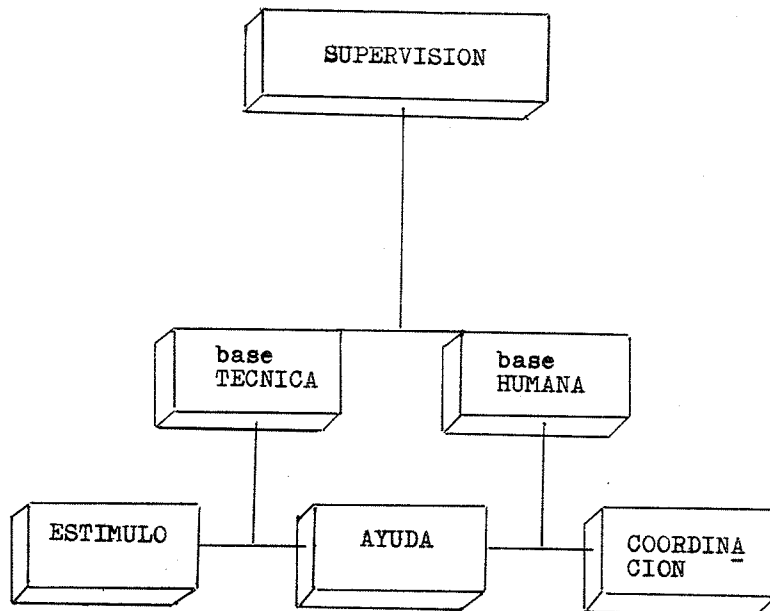 SUPERVISION
base
TECNICA
base
HUMANA
ESTIMULO
AYUDA
COORDINA
CION